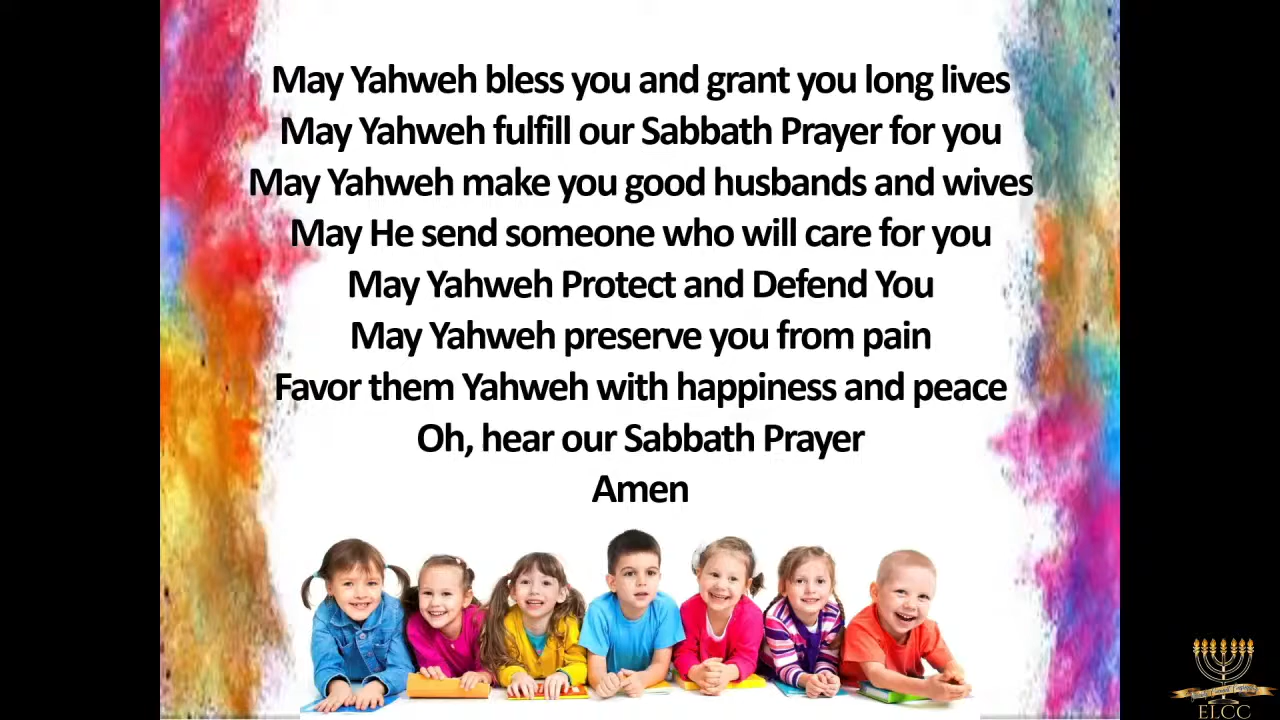 May Yahweh bless you and grant you long lives
May Yahweh fulfill our Sabbath Prayer for you
May Yahweh make you good husbands and wives
May He send someone who will care for you
May Yahweh Protect and Defend You
May Yahweh preserve you from pain
Favor them Yahweh with happiness and peace
Oh, hear our Sabbath Prayer
Amen
ELCC